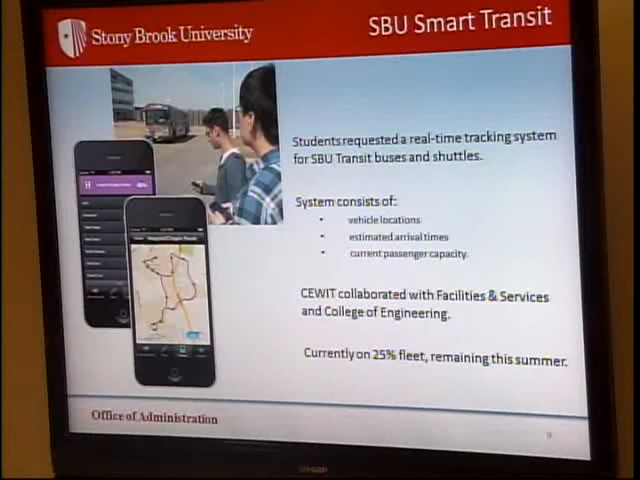 Stony Brook University
SBU Smart Transit
Students requested a real-time tracking system
for SBU Transit buses and shuttles.
System consists of:
• vehicle locations
• estimated arrival times
• current passenger capacity.
CEWIT collaborated with Facilities & Services
and College of Engineering.
Currently on 25% fleet, remaining this summer.
Office of Administration
9